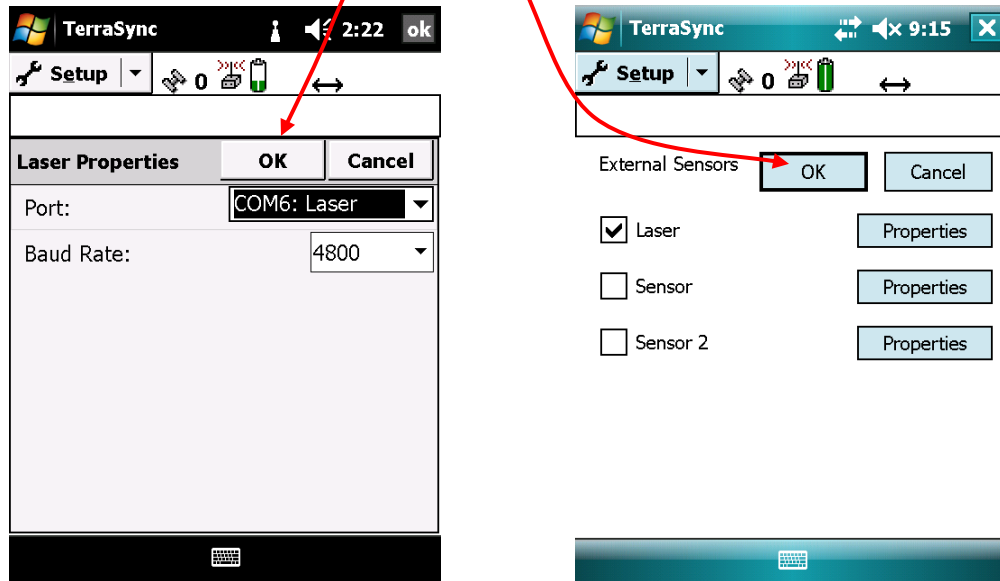 TerraSync 2:22 ok
Setup 0
Laser Properties OK Cancel
Port: COM6: Laser
Baud Rate: 4800
TerraSync 9:15 X
Setup 0
External Sensors OK Cancel
Laser Properties
Sensor Properties
Sensor 2 Properties